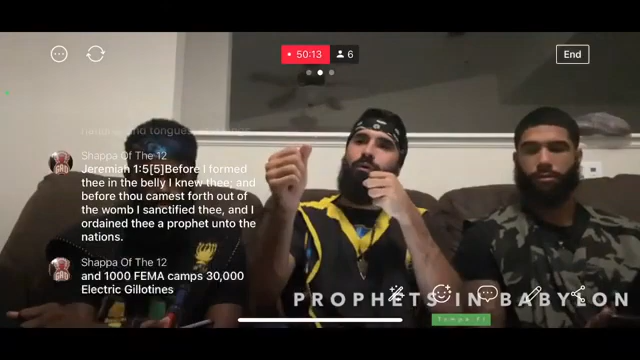 50:13
6
End
Shappa Of The 12
Jeremiah 1:5[5]Before I formed
thee in the belly I knew thee; and
before thou camest forth out of
the womb I sanctified thee, and I
ordained thee a prophet unto the
nations.
Shappa Of The 12
and 1000 FEMA camps 30,000
Electric Gillotines
PROPHETS IN BABYLON
Tampa Fl